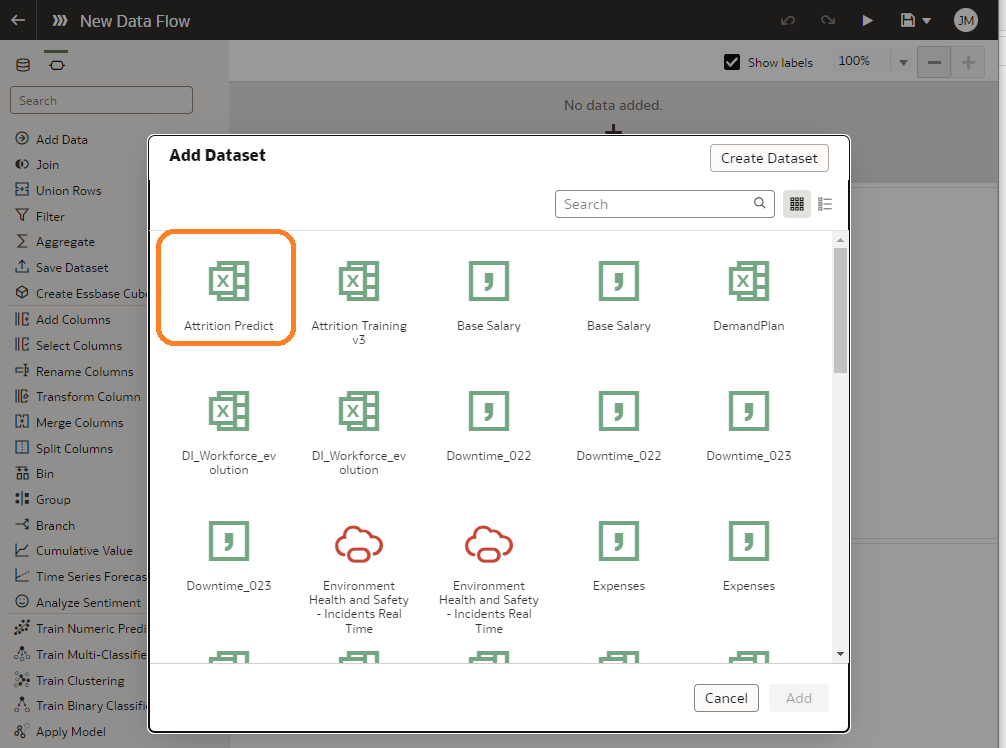 New Data Flow
JM
Show labels
100%
Search
No data added.
Add Data
Join
Union Rows
Filter
Aggregate
Save Dataset
Create Essbase Cube
Add Columns
Select Columns
Rename Columns
Transform Column
Merge Columns
Split Columns
Bin
Group
Branch
Cumulative Value
Time Series Forecas
Analyze Sentiment
Train Numeric Predi
Train Multi-Classifie
Train Clustering
Train Binary Classifi
Apply Model
Add Dataset
Create Dataset
Search
Attrition Predict
Attrition Training
v3
Base Salary
Base Salary
DemandPlan
DI_Workforce_ev
olution
DI_Workforce_ev
olution
Downtime_022
Downtime_022
Downtime_023
Downtime_023
Environment
Health and Safety
- Incidents Real
Time
Environment
Health and Safety
- Incidents Real
Time
Expenses
Expenses
Cancel
Add